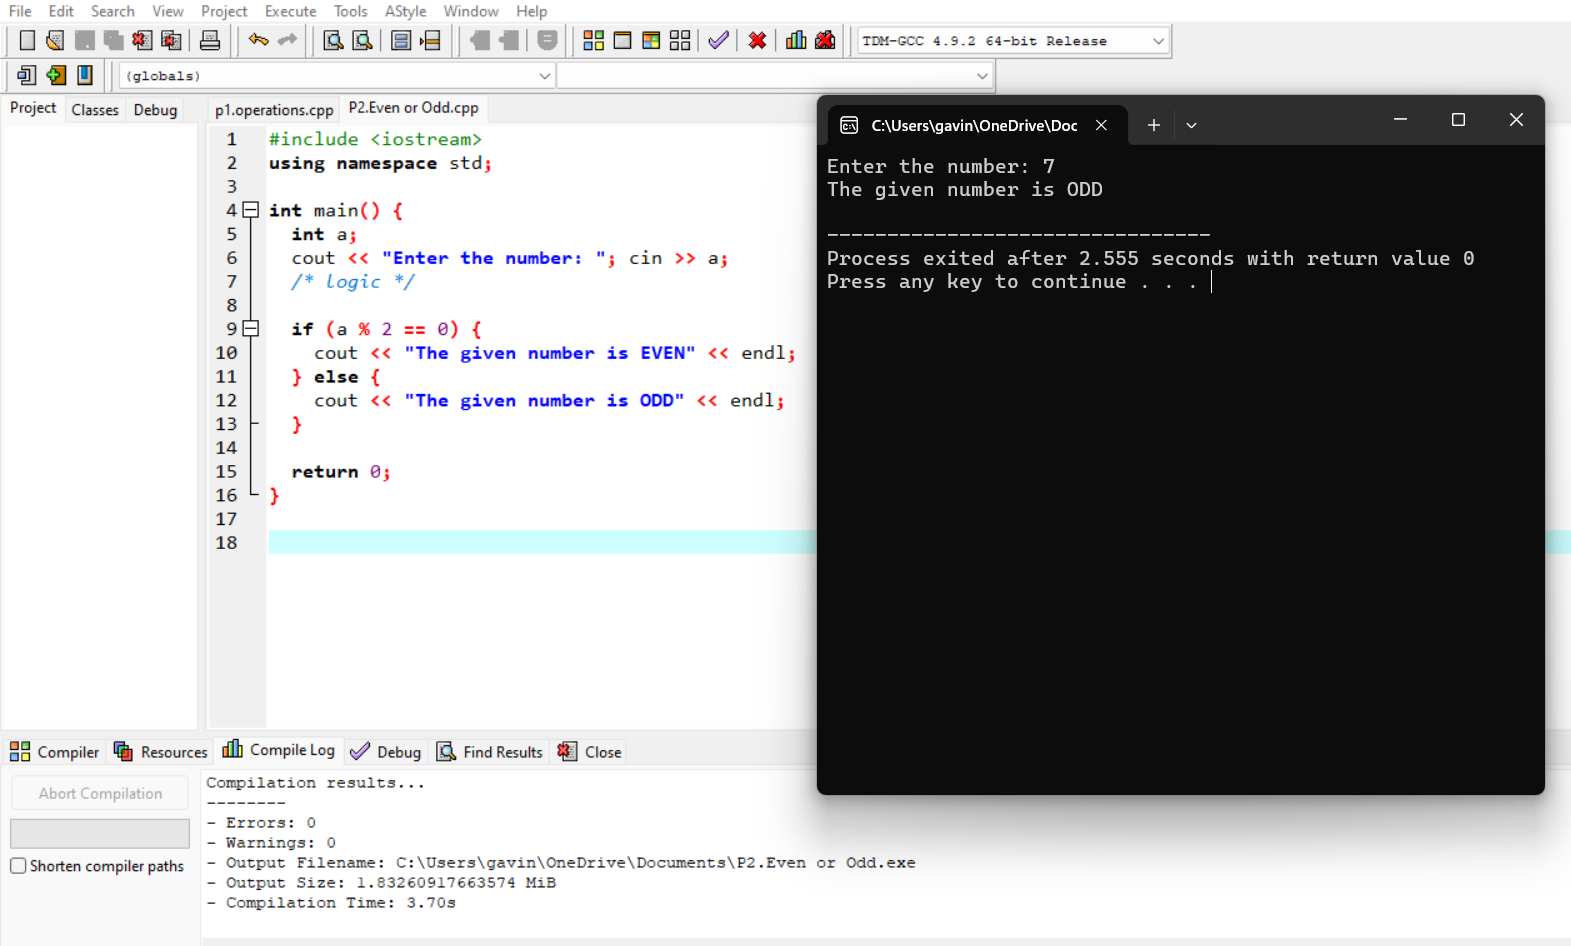 File Edit Search View Project Execute Tools AStyle Window Help
TDM-GCC 4.9.2 64-bit Release
(globals)
Project Classes Debug
p1.operations.cpp P2.Even or Odd.cpp
1 #include <iostream>
2 using namespace std;
3
4 int main() {
5 int a;
6 cout << "Enter the number: "; cin >> a;
7 /* logic */
8
9 if (a % 2 == 0) {
10 cout << "The given number is EVEN" << endl;
11 } else {
12 cout << "The given number is ODD" << endl;
13 }
14
15 return 0;
16 }
17
18
C:\Users\gavin\OneDrive\Doc
Enter the number: 7
The given number is ODD
--------------------------------
Process exited after 2.555 seconds with return value 0
Press any key to continue . . .
Compiler Resources Compile Log Debug Find Results Close
Abort Compilation
Shorten compiler paths
Compilation results...
--------
- Errors: 0
- Warnings: 0
- Output Filename: C:\Users\gavin\OneDrive\Documents\P2.Even or Odd.exe
- Output Size: 1.83260917663574 MiB
- Compilation Time: 3.70s